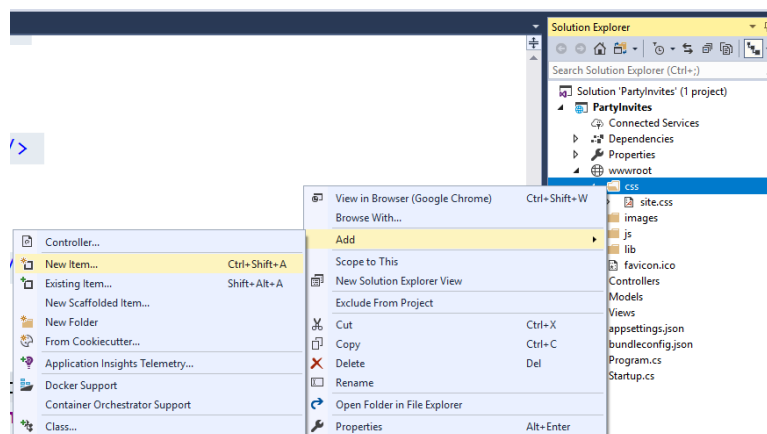 Solution Explorer
Search Solution Explorer (Ctrl+;)
Solution 'PartyInvites' (1 project)
PartyInvites
Connected Services
Dependencies
Properties
wwwroot
css
site.css
images
js
lib
favicon.ico
Controllers
Models
Views
appsettings.json
bundleconfig.json
Program.cs
Startup.cs
/>
View in Browser (Google Chrome) Ctrl+Shift+W
Browse With...
Add
Scope to This
New Solution Explorer View
Exclude From Project
Cut Ctrl+X
Copy Ctrl+C
Delete Del
Rename
Open Folder in File Explorer
Properties Alt+Enter
Controller...
New Item... Ctrl+Shift+A
Existing Item... Shift+Alt+A
New Scaffolded Item...
New Folder
From Cookiecutter...
Application Insights Telemetry...
Docker Support
Container Orchestrator Support
Class...